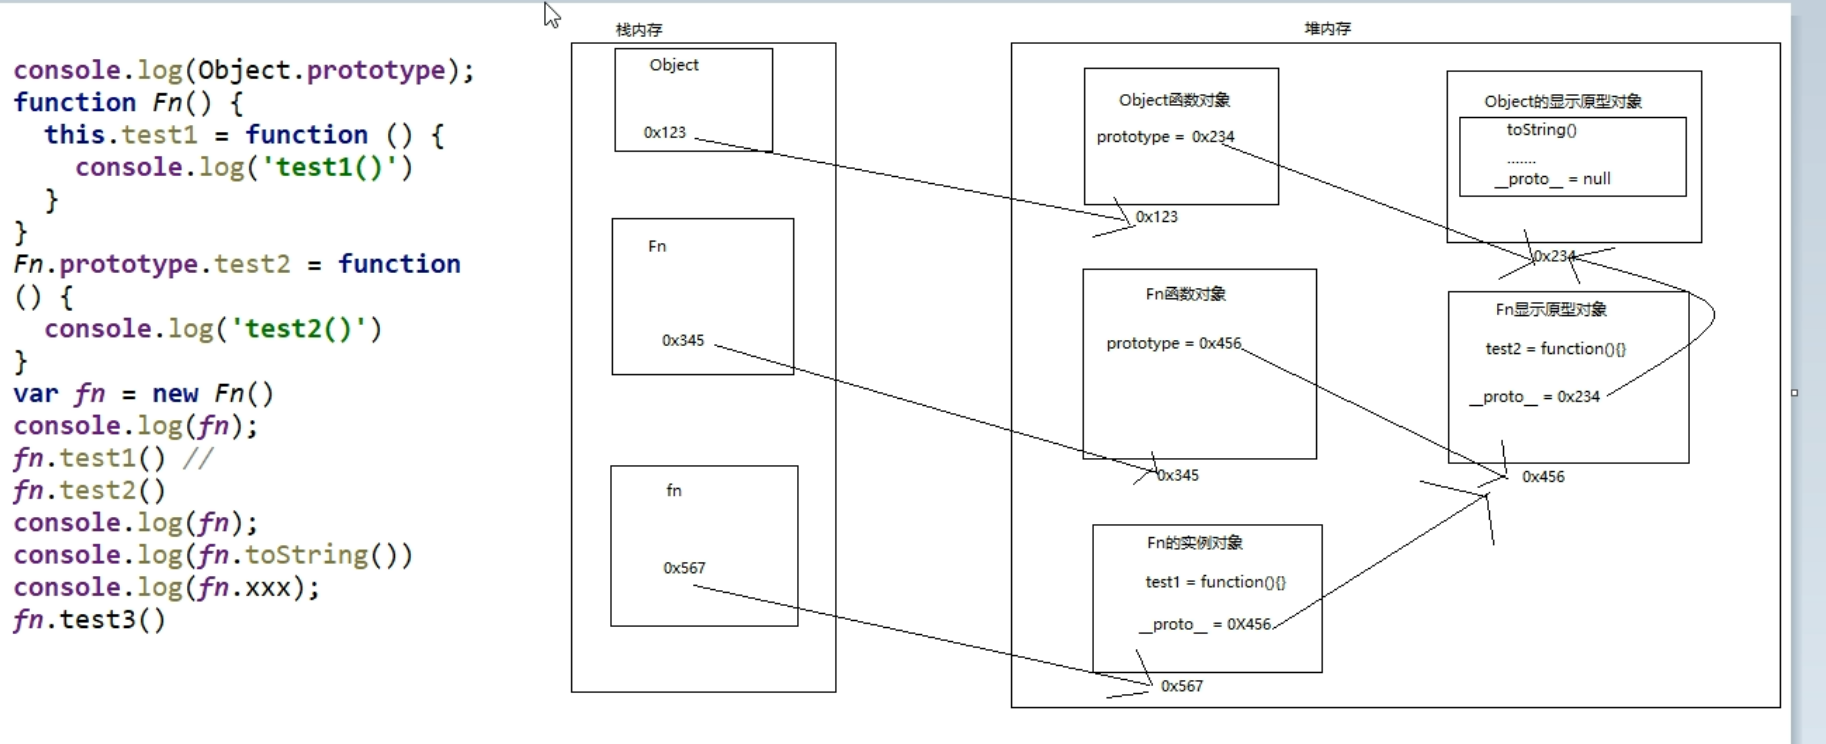 console.log(Object.prototype);
function Fn() {
  this.test1 = function () {
    console.log('test1()')
  }
}
Fn.prototype.test2 = function
() {
  console.log('test2()')
}
var fn = new Fn()
console.log(fn);
fn.test1() //
fn.test2()
console.log(fn);
console.log(fn.toString())
console.log(fn.xxx);
fn.test3()
栈内存
Object
0x123
Fn
0x345
fn
0x567
堆内存
Object函数对象
prototype = 0x234
0x123
Object的显示原型对象
toString()
.......
__proto__ = null
0x234
Fn函数对象
prototype = 0x456
0x345
Fn显示原型对象
test2 = function(){}
__proto__ = 0x234
0x456
Fn的实例对象
test1 = function(){}
__proto__ = 0X456
0x567